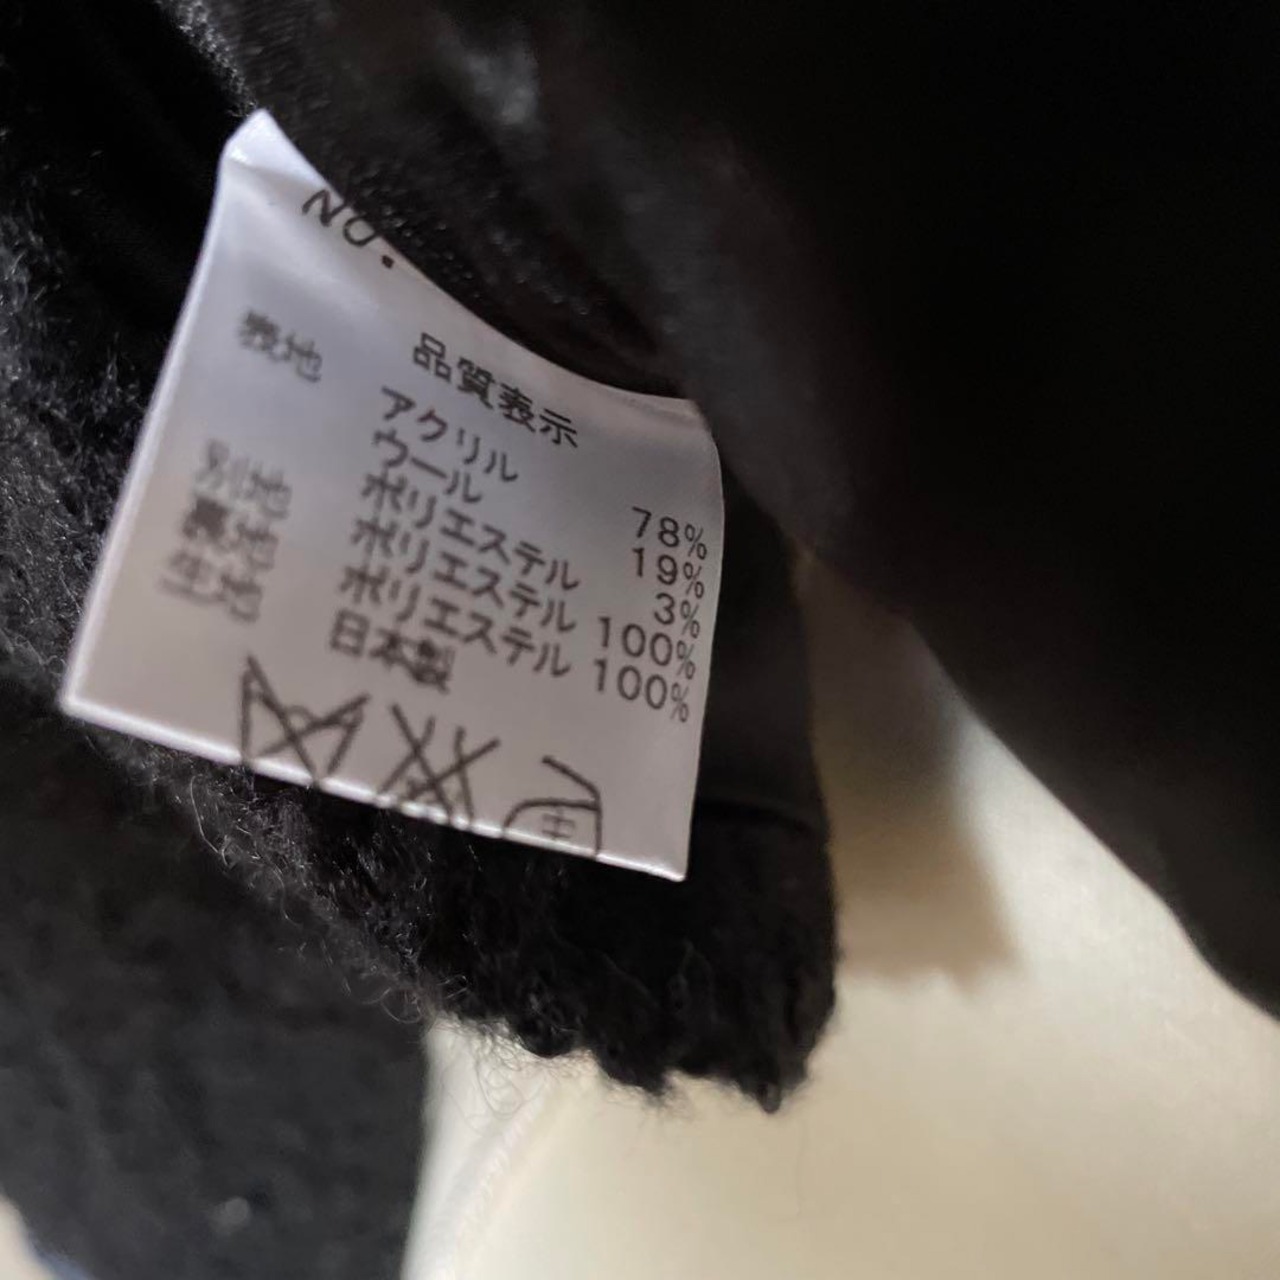 NO.
品質表示
表地 アクリル 78%
ウール 19%
ポリエステル 3%
別地 ポリエステル 100%
裏地 ポリエステル 100%
生地 日本製
中